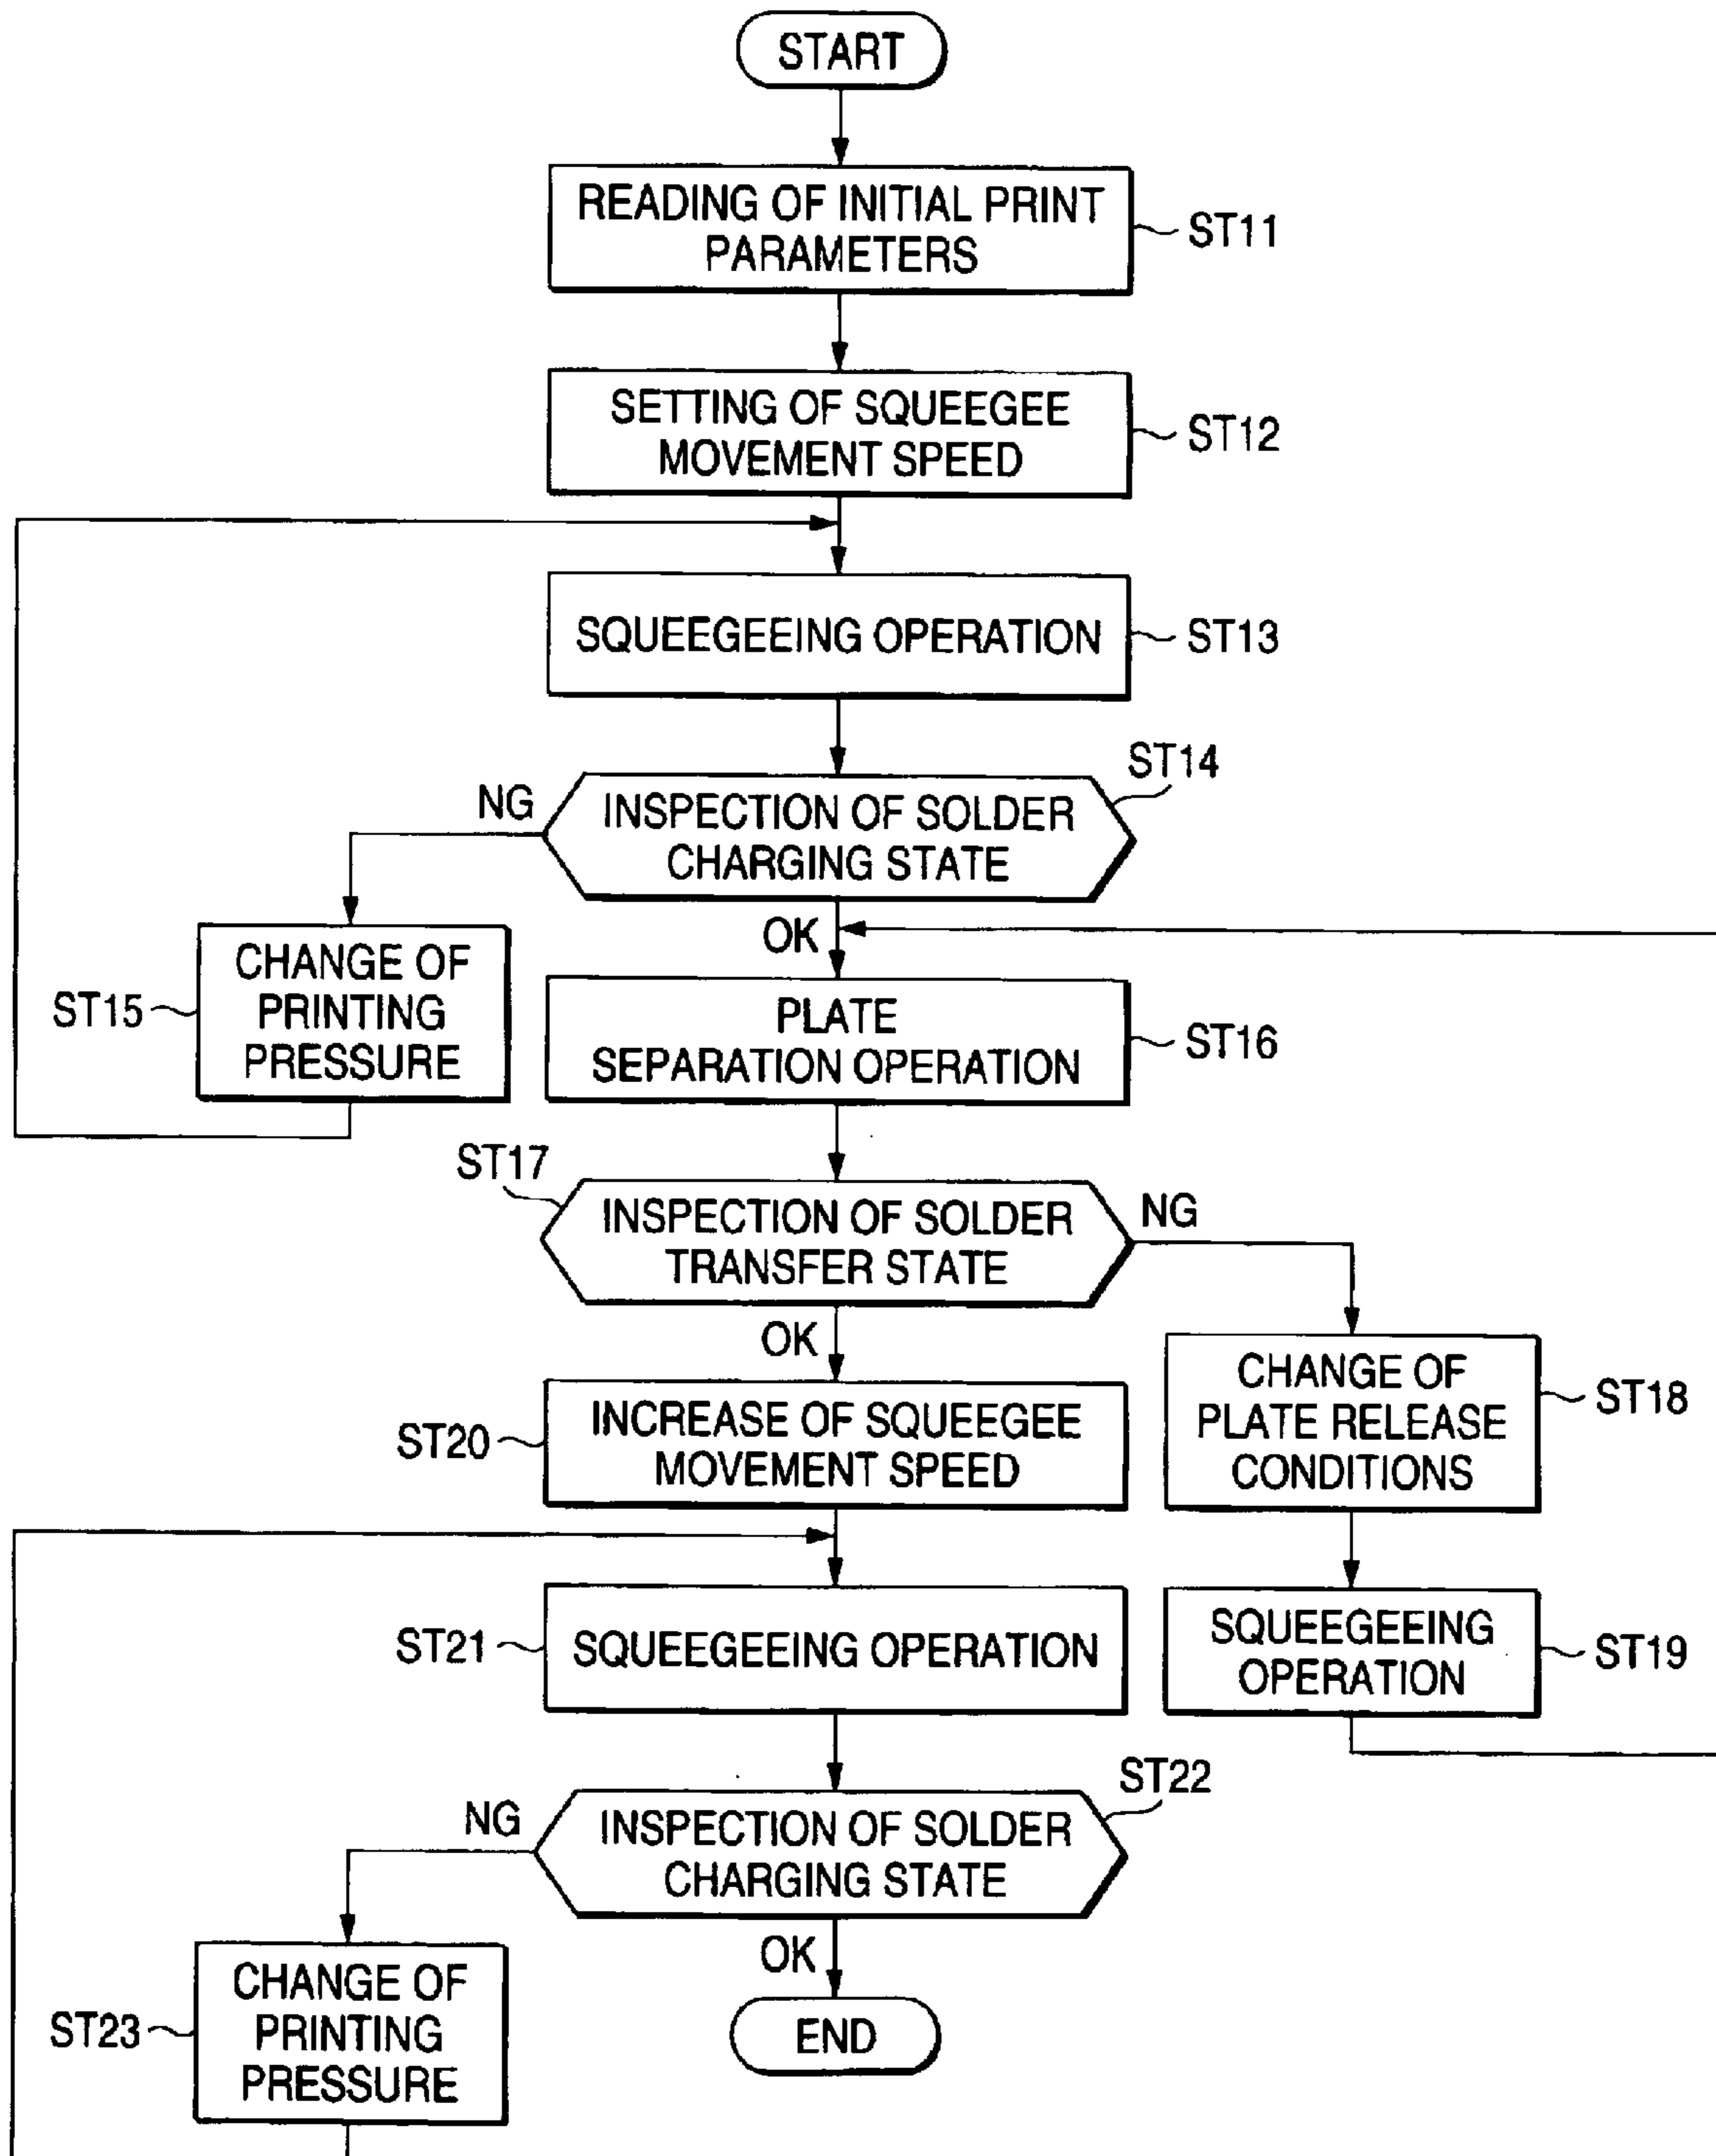 START
READING OF INITIAL PRINT
PARAMETERS
ST11
SETTING OF SQUEEGEE
MOVEMENT SPEED
ST12
SQUEEGEEING OPERATION
ST13
ST14
NG
INSPECTION OF SOLDER
CHARGING STATE
OK
CHANGE OF
PRINTING
PRESSURE
ST15
PLATE
SEPARATION OPERATION
ST16
ST17
INSPECTION OF SOLDER
TRANSFER STATE
NG
OK
CHANGE OF
PLATE RELEASE
CONDITIONS
ST18
ST20
INCREASE OF SQUEEGEE
MOVEMENT SPEED
ST21
SQUEEGEEING OPERATION
SQUEEGEEING
OPERATION
ST19
ST22
NG
INSPECTION OF SOLDER
CHARGING STATE
OK
ST23
CHANGE OF
PRINTING
PRESSURE
END